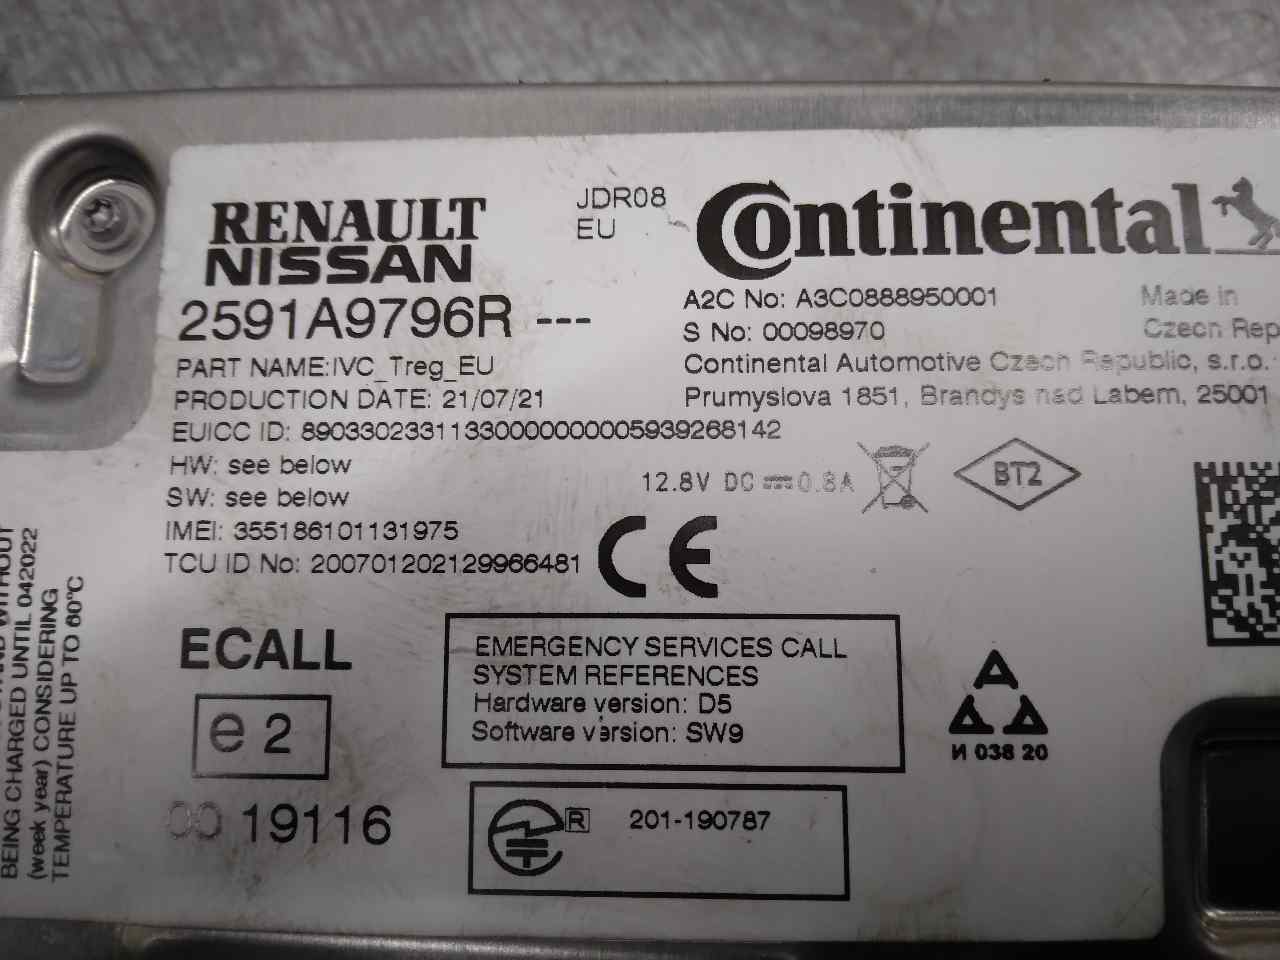 RENAULT
NISSAN
JDR08
EU
Continental
2591A9796R ---
A2C No: A3C0888950001
Made in
S No: 00098970
Czech Rep
PART NAME:IVC_Treg_EU
Continental Automotive Czech Republic, s.r.o.
PRODUCTION DATE: 21/07/21
Prumyslova 1851, Brandys nad Labem, 25001
EUICC ID: 89033023311330000000005939268142
HW: see below
SW: see below
12.8V DC 0.8A
BT2
IMEI: 355186101131975
TCU ID No: 200701202129966481
CE
ECALL
e 2
00 19116
EMERGENCY SERVICES CALL
SYSTEM REFERENCES
Hardware version: D5
Software version: SW9
A
И 038 20
R 201-190787
BEING CHARGED UNTIL 042022
(week year) CONSIDERING
TEMPERATURE UP TO 60°C